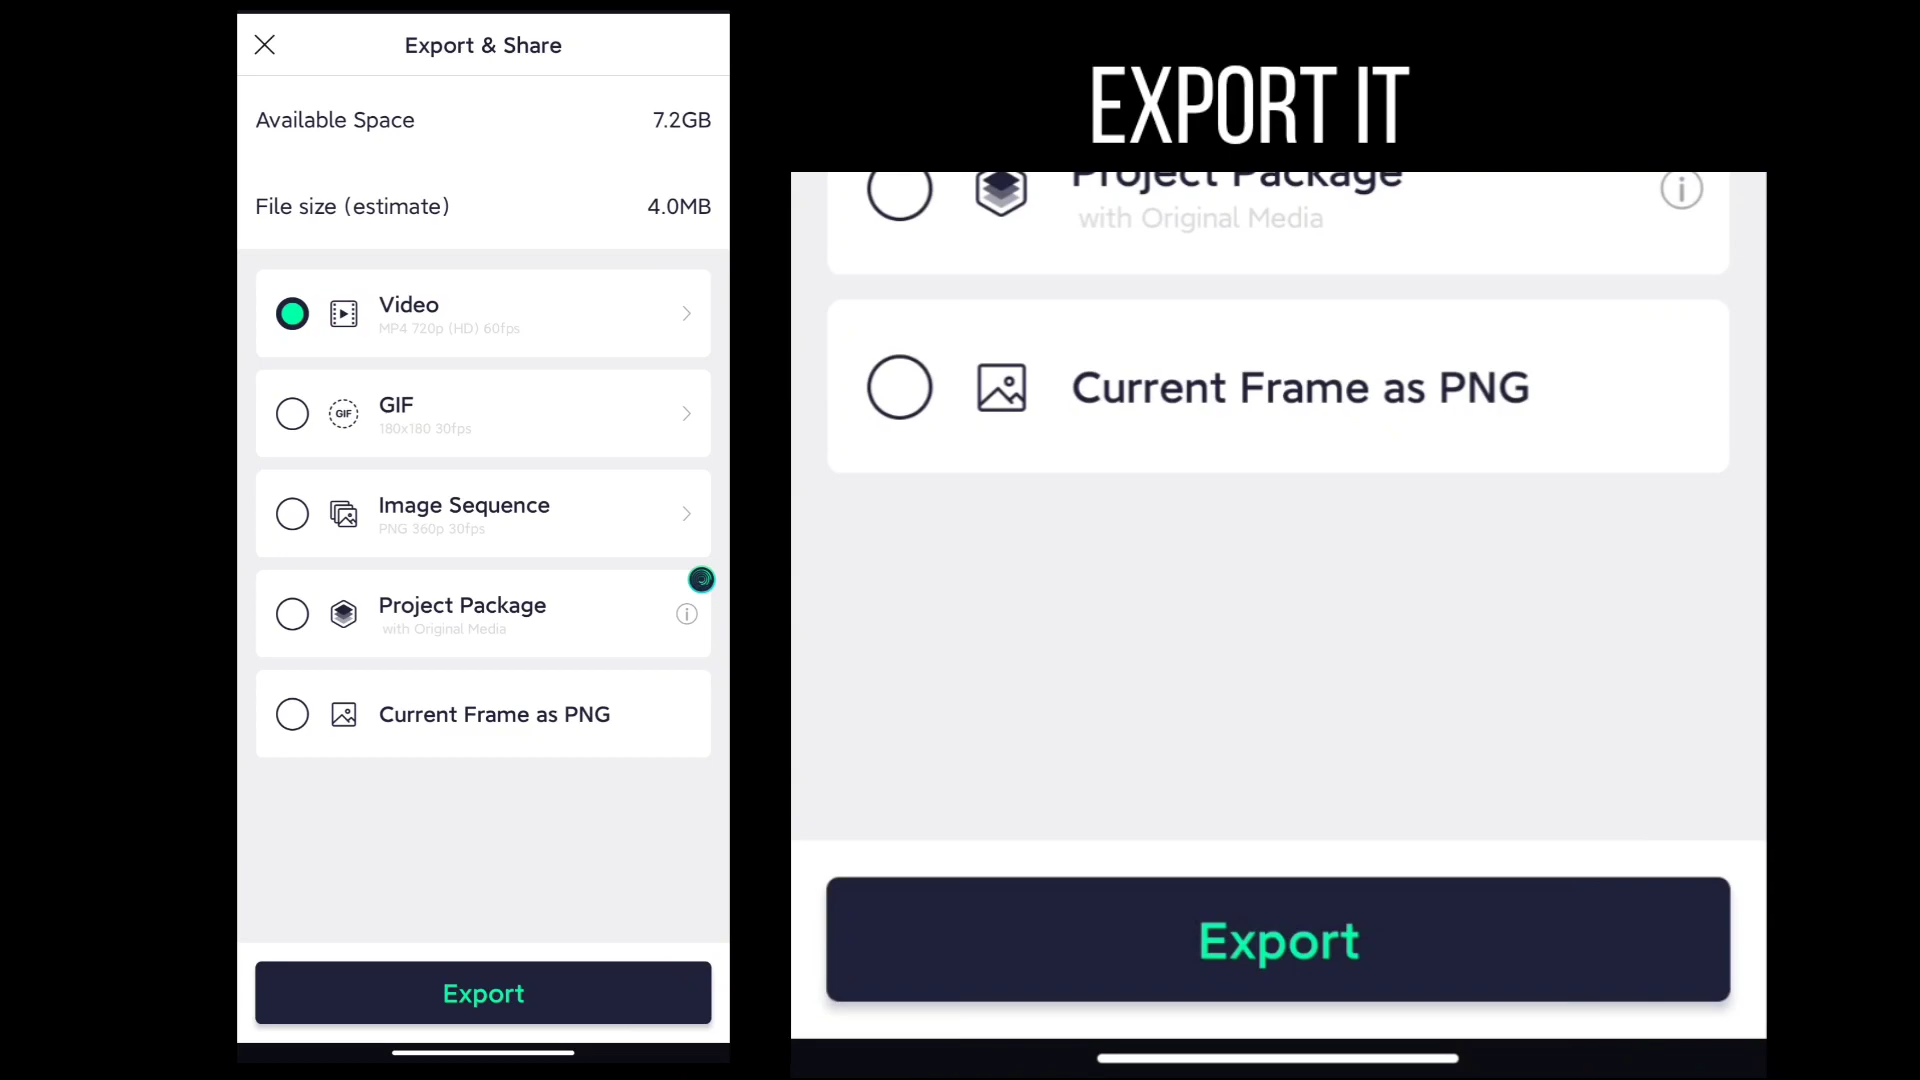 Export & Share
Available Space 7.2GB
File size (estimate) 4.0MB
Video
MP4 720p (HD) 60fps
GIF
GIF
180x180 30fps
Image Sequence
PNG 360p 30fps
Project Package
with Original Media
Current Frame as PNG
Export
EXPORT IT
Project Package
with Original Media
Current Frame as PNG
Export